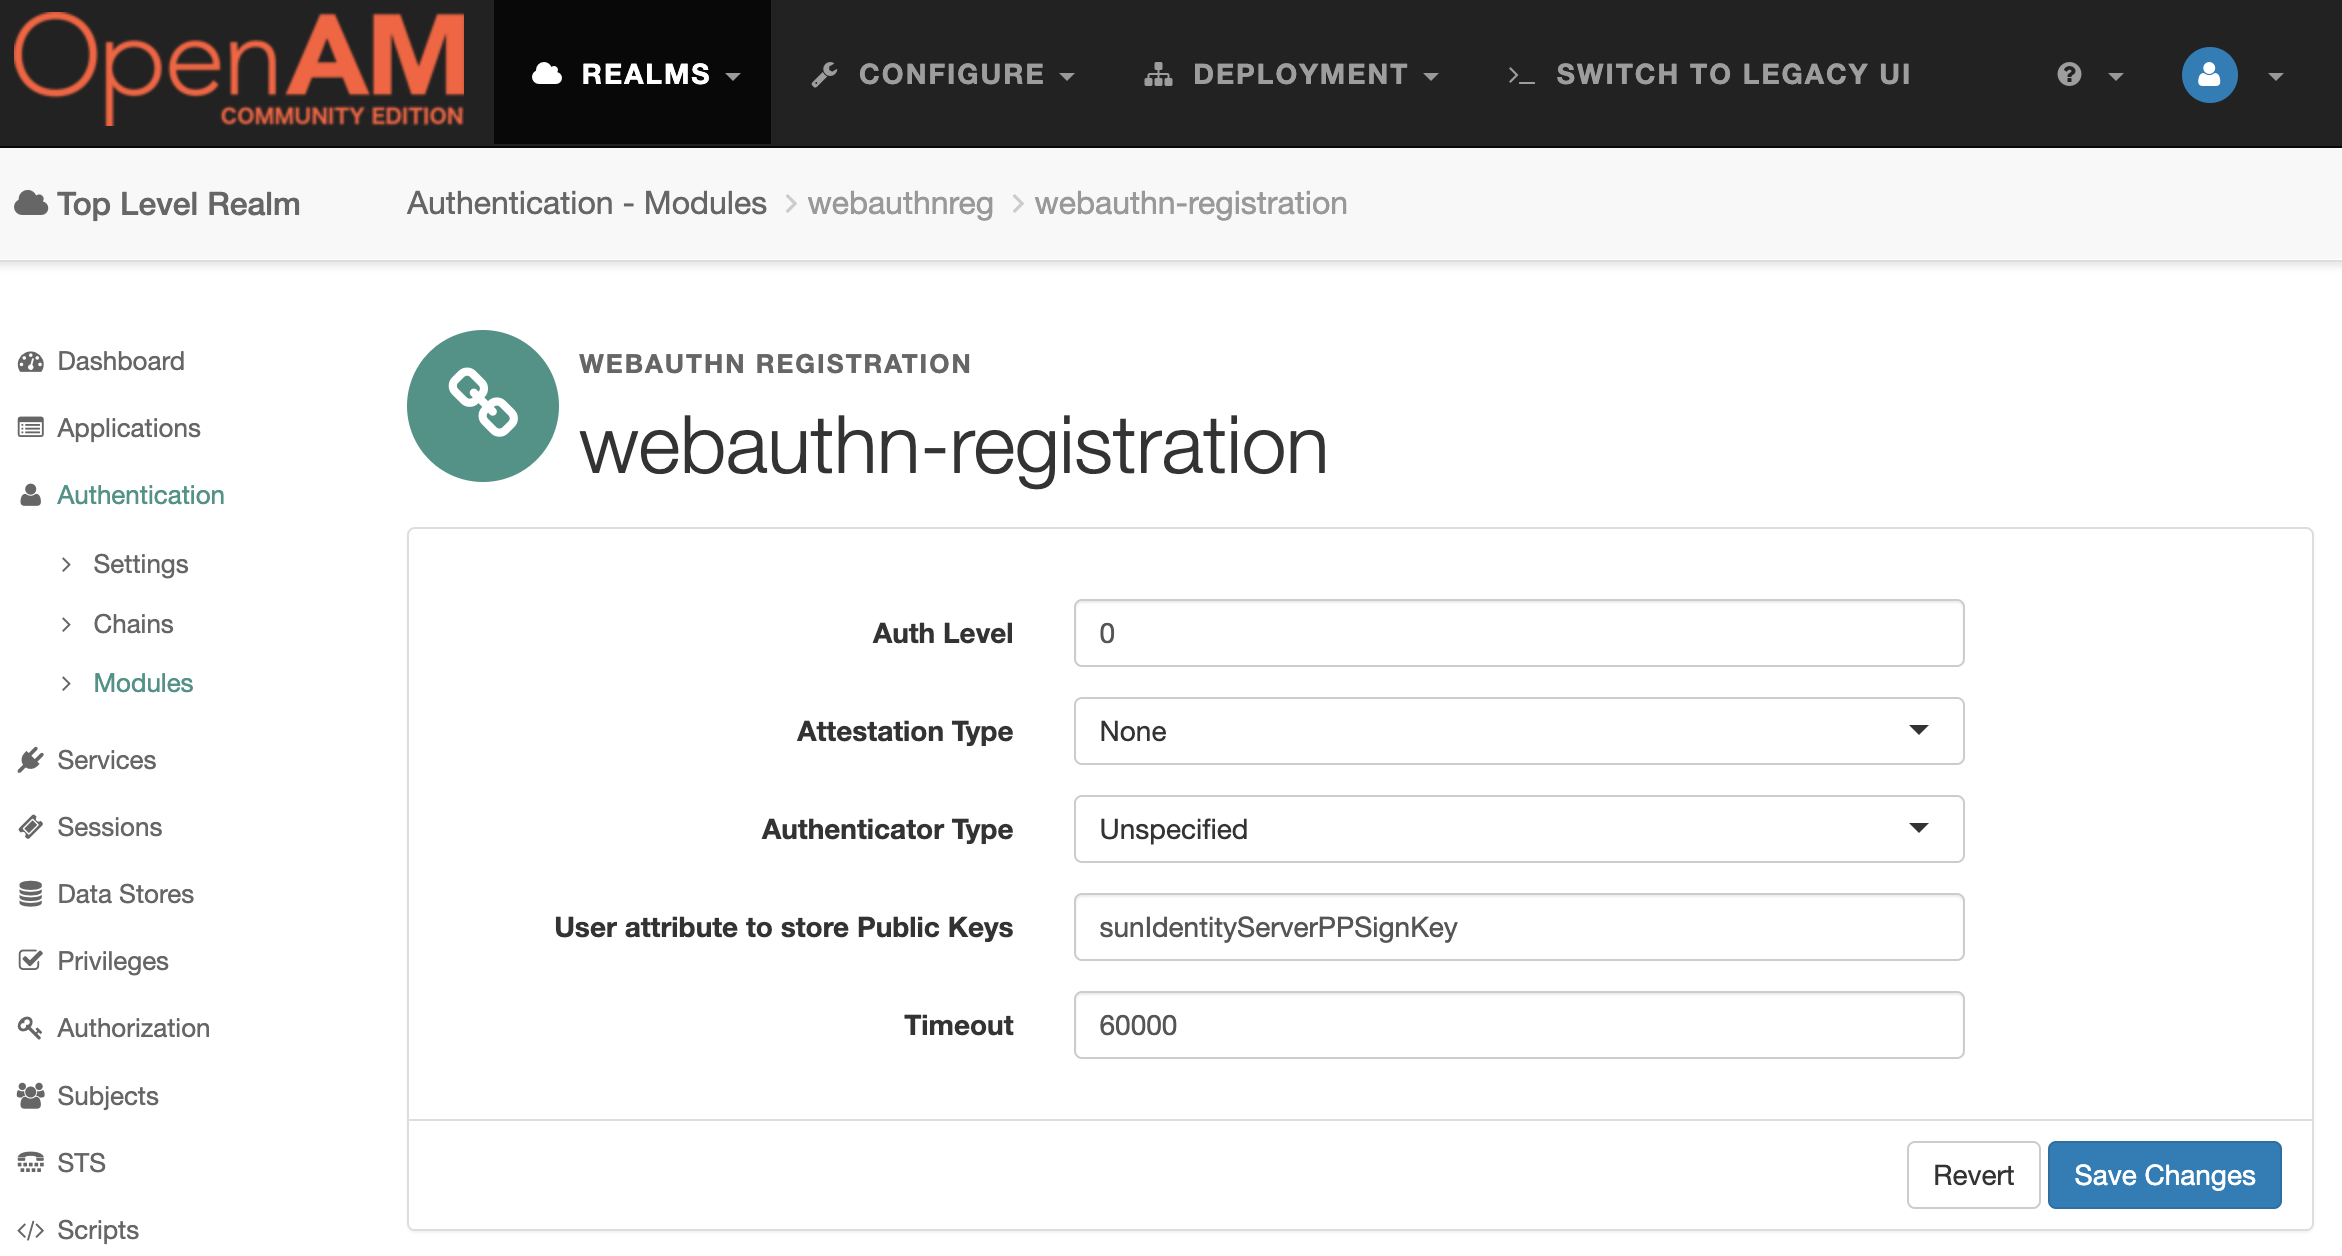 OpenAM
COMMUNITY EDITION
REALMS
CONFIGURE
DEPLOYMENT
SWITCH TO LEGACY UI
Top Level Realm
Authentication - Modules
webauthnreg
webauthn-registration
Dashboard
Applications
Authentication
Settings
Chains
Modules
Services
Sessions
Data Stores
Privileges
Authorization
Subjects
STS
Scripts
WEBAUTHN REGISTRATION
webauthn-registration
Auth Level
0
Attestation Type
None
Authenticator Type
Unspecified
User attribute to store Public Keys
sunIdentityServerPPSignKey
Timeout
60000
Revert
Save Changes